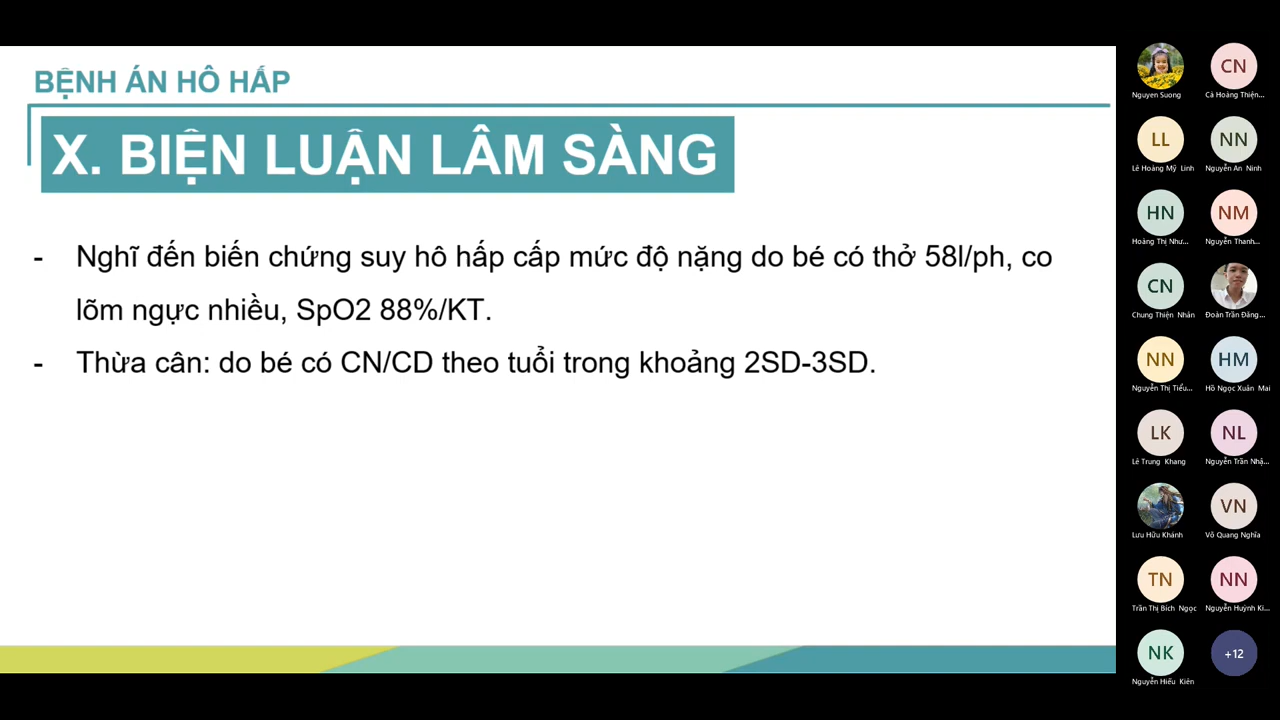 BỆNH ÁN HÔ HẤP
X. BIỆN LUẬN LÂM SÀNG
- Nghĩ đến biến chứng suy hô hấp cấp mức độ nặng do bé có thở 58l/ph, co
lõm ngực nhiều, SpO2 88%/KT.
- Thừa cân: do bé có CN/CD theo tuổi trong khoảng 2SD-3SD.
Nguyen Suong
CN
Cà Hoàng Thiện...
LL
Lê Hoàng Mỹ Linh
NN
Nguyễn An Ninh
HN
Hoàng Thị Như...
NM
Nguyễn Thanh...
CN
Chung Thiện Nhân
Đoàn Trần Đăng...
NN
Nguyễn Thị Tiểu...
HM
Hồ Ngọc Xuân Mai
LK
Lê Trung Khang
NL
Nguyễn Trần Nhậ...
Lưu Hữu Khánh
VN
Võ Quang Nghĩa
TN
Trần Thị Bích Ngọc
NN
Nguyễn Huỳnh Ki...
NK
Nguyễn Hiếu Kiên
+12